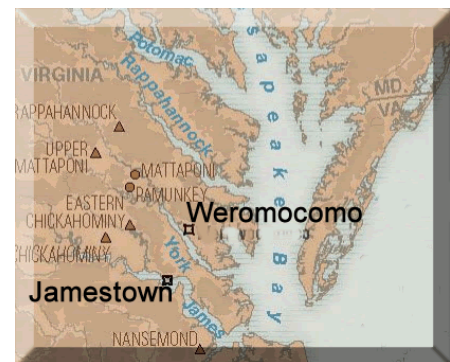 Potomac
VIRGINIA
Rappahannock
sapeake Bay
MD.
VA.
RAPPAHANNOCK
UPPER
MATTAPONI
MATTAPONI
PAMUNKEY
EASTERN
CHICKAHOMINY
Weromocomo
CHICKAHOMINY
York
Jamestown
James
NANSEMOND